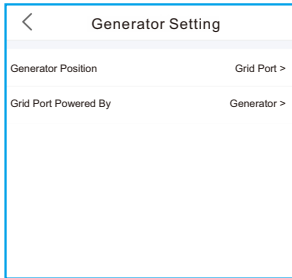 Generator Setting
Generator Position Grid Port >
Grid Port Powered By Generator >